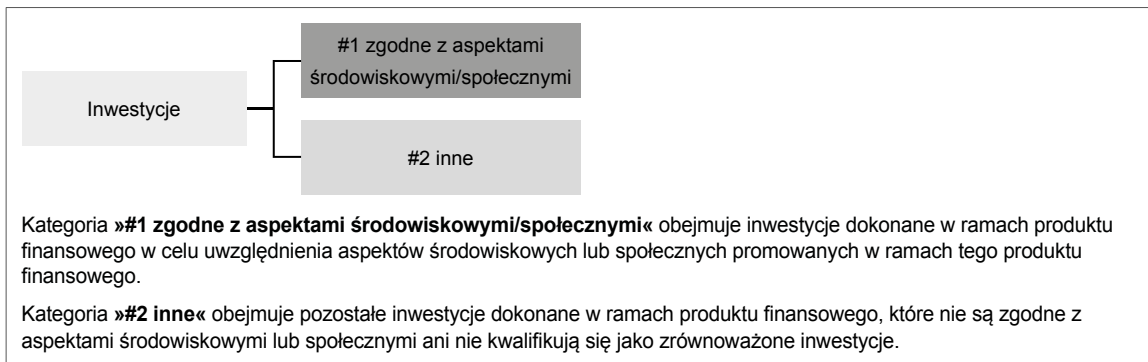 #1 zgodne z aspektami
środowiskowymi/społecznymi
Inwestycje
#2 inne
Kategoria »#1 zgodne z aspektami środowiskowymi/społecznymi« obejmuje inwestycje dokonane w ramach produktu
finansowego w celu uwzględnienia aspektów środowiskowych lub społecznych promowanych w ramach tego produktu
finansowego.
Kategoria »#2 inne« obejmuje pozostałe inwestycje dokonane w ramach produktu finansowego, które nie są zgodne z
aspektami środowiskowymi lub społecznymi ani nie kwalifikują się jako zrównoważone inwestycje.